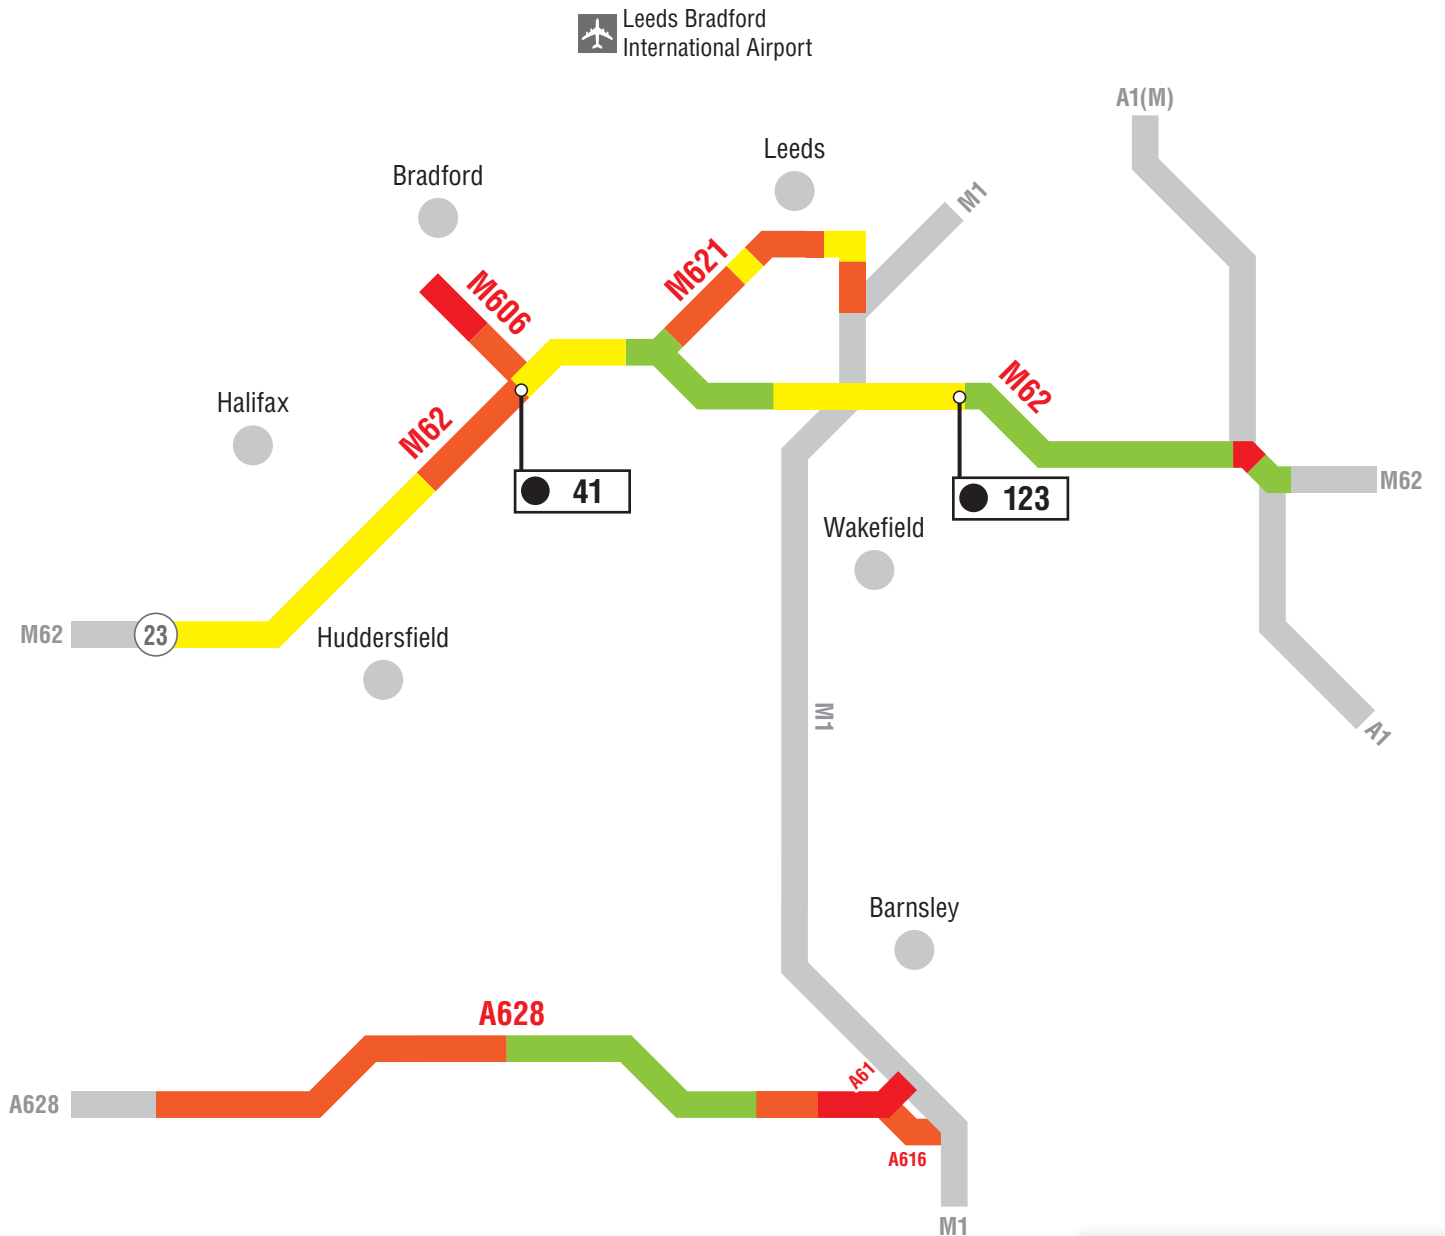 Leeds Bradford
International Airport
A1(M)
Leeds
Bradford
M1
M621
M606
M62
Halifax
M62
41
123
M62
Wakefield
M62
23
Huddersfield
M1
A1
Barnsley
A628
A61
A628
A616
M1